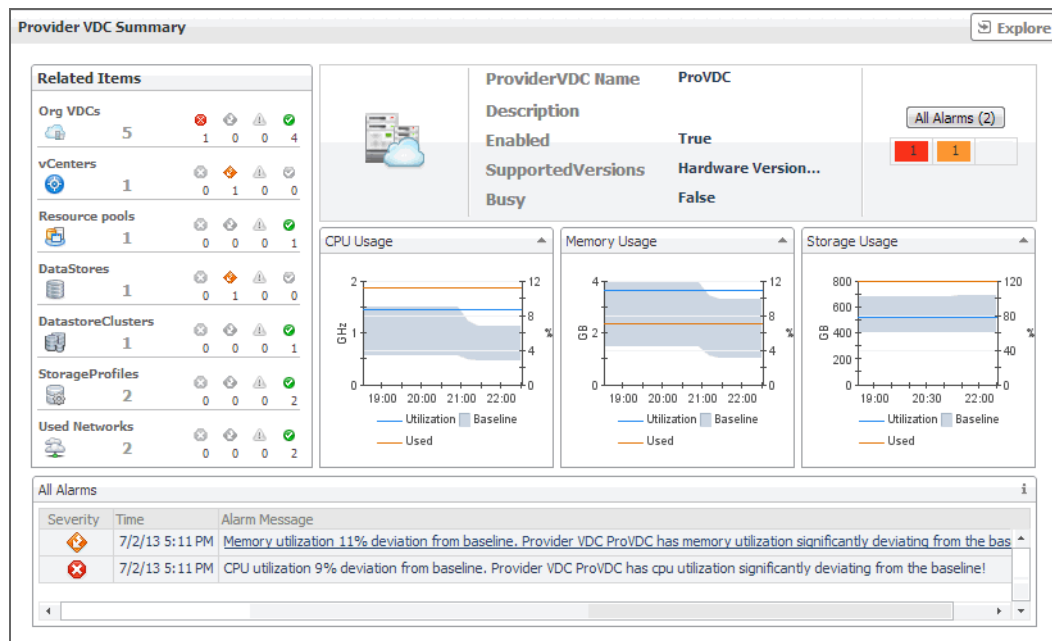 Provider VDC Summary
Explore
Related Items
Org VDCs
5
1 0 0 4
vCenters
1
0 1 0 0
Resource pools
1
0 0 0 1
DataStores
1
0 1 0 0
DatastoreClusters
1
0 0 0 1
StorageProfiles
2
0 0 0 2
Used Networks
2
0 0 0 2
ProviderVDC Name ProVDC
Description
Enabled True
SupportedVersions Hardware Version...
Busy False
All Alarms (2)
1 1
CPU Usage
2 12
8
GHz 1 %
4
0 0
19:00 20:00 21:00 22:00
Utilization Baseline
Used
Memory Usage
4 12
8
GB 2 %
4
0 0
19:00 20:00 21:00 22:00
Utilization Baseline
Used
Storage Usage
800 120
600 80
GB 400 %
200 40
0 0
19:00 20:30 22:00
Utilization Baseline
Used
All Alarms
Severity Time Alarm Message
7/2/13 5:11 PM Memory utilization 11% deviation from baseline. Provider VDC ProVDC has memory utilization significantly deviating from the bas
7/2/13 5:11 PM CPU utilization 9% deviation from baseline. Provider VDC ProVDC has cpu utilization significantly deviating from the baseline!